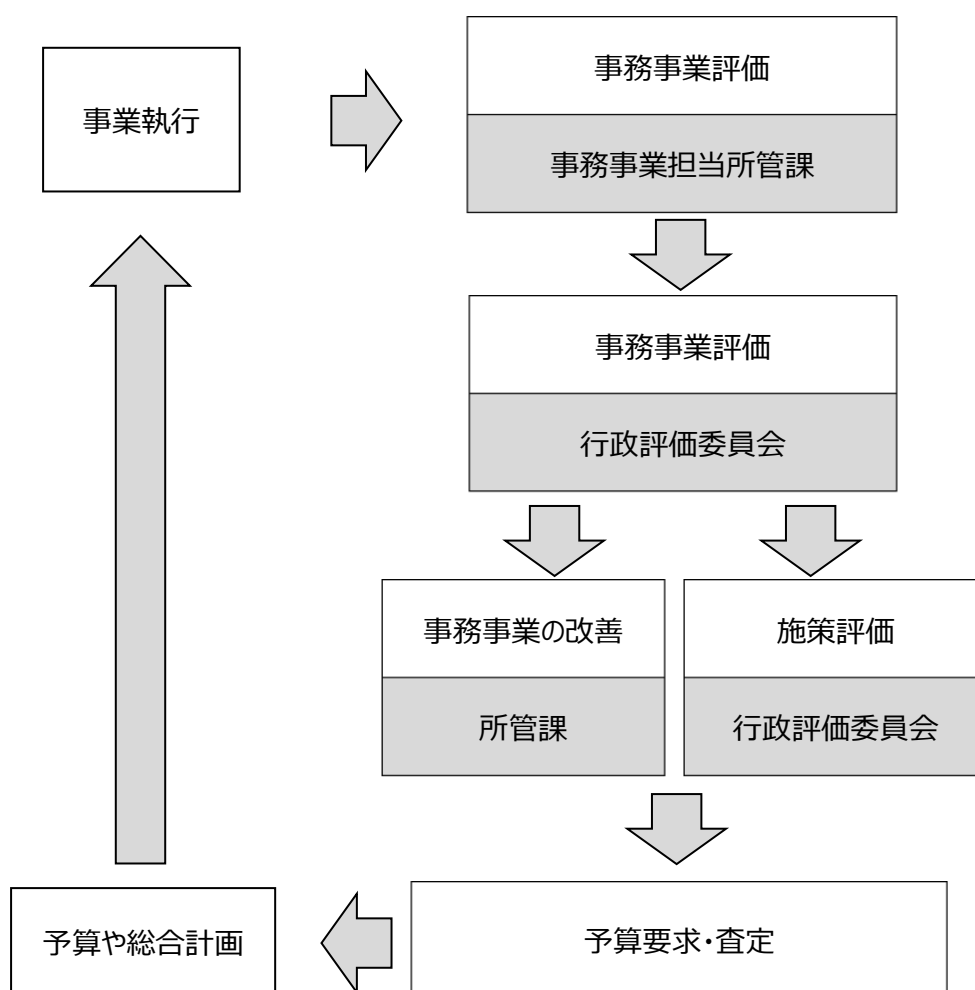 事業執行
事務事業評価
事務事業担当所管課
事務事業評価
行政評価委員会
事務事業の改善
所管課
施策評価
行政評価委員会
予算要求・査定
予算や総合計画